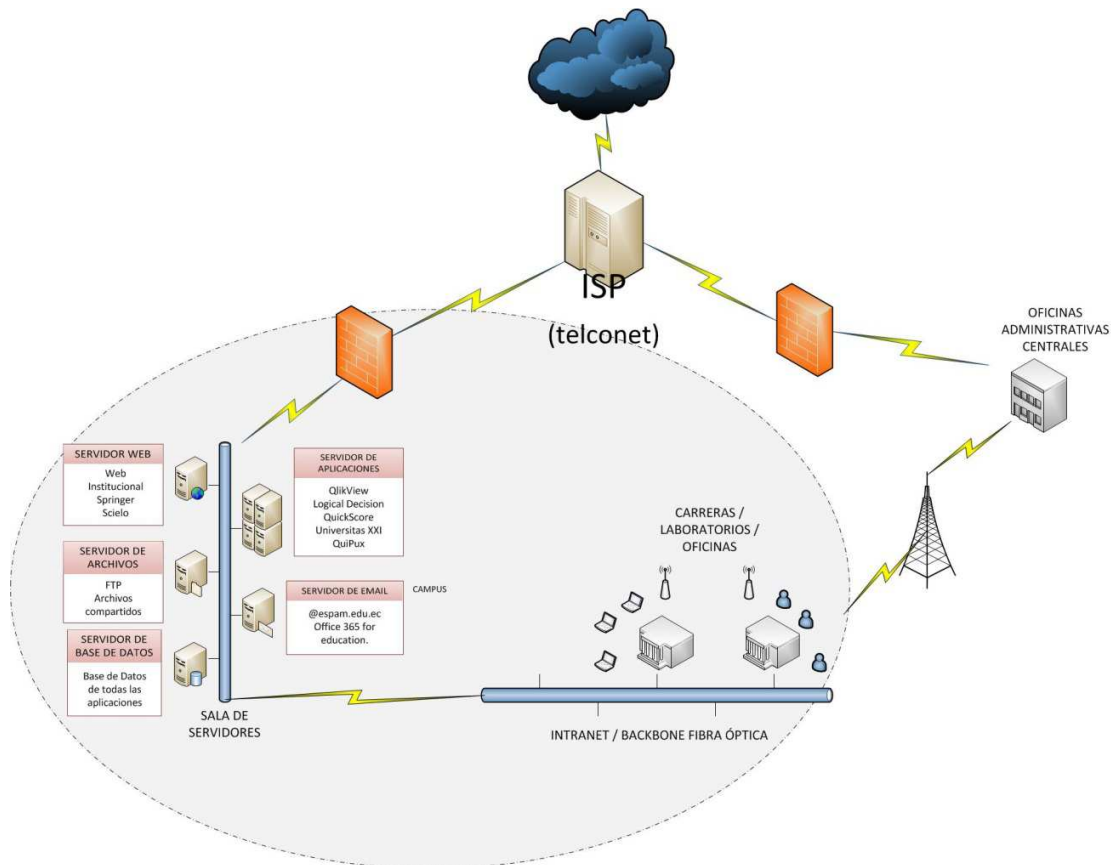 ISP
(telconet)
OFICINAS
ADMINISTRATIVAS
CENTRALES
SERVIDOR WEB
Web
Institucional
Springer
Scielo
SERVIDOR DE
APLICACIONES
QlikView
Logical Decision
QuickScore
Universitas XXI
QuiPux
SERVIDOR DE
ARCHIVOS
FTP
Archivos
compartidos
SERVIDOR DE EMAIL
@espam.edu.ec
Office 365 for
education.
CAMPUS
SERVIDOR DE
BASE DE DATOS
Base de Datos
de todas las
aplicaciones
SALA DE
SERVIDORES
CARRERAS /
LABORATORIOS /
OFICINAS
INTRANET / BACKBONE FIBRA ÓPTICA